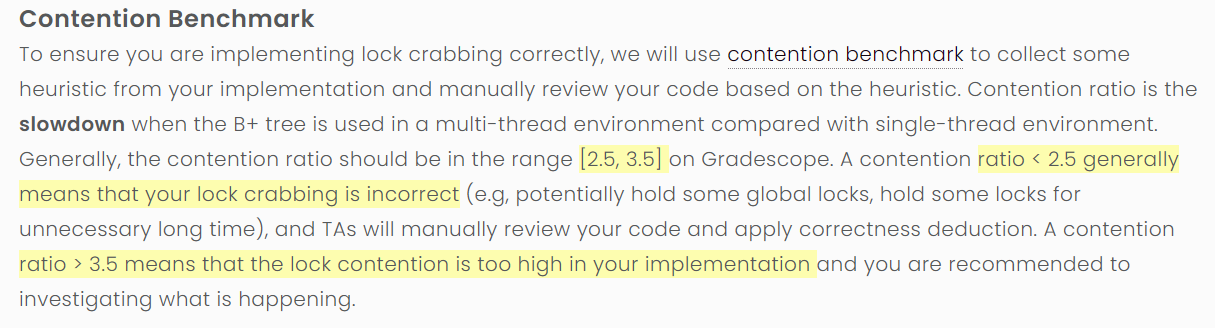 Contention Benchmark
To ensure you are implementing lock crabbing correctly, we will use contention benchmark to collect some
heuristic from your implementation and manually review your code based on the heuristic. Contention ratio is the
slowdown when the B+ tree is used in a multi-thread environment compared with single-thread environment.
Generally, the contention ratio should be in the range [2.5, 3.5] on Gradescope. A contention ratio < 2.5 generally
means that your lock crabbing is incorrect (e.g, potentially hold some global locks, hold some locks for
unnecessary long time), and TAs will manually review your code and apply correctness deduction. A contention
ratio > 3.5 means that the lock contention is too high in your implementation and you are recommended to
investigating what is happening.